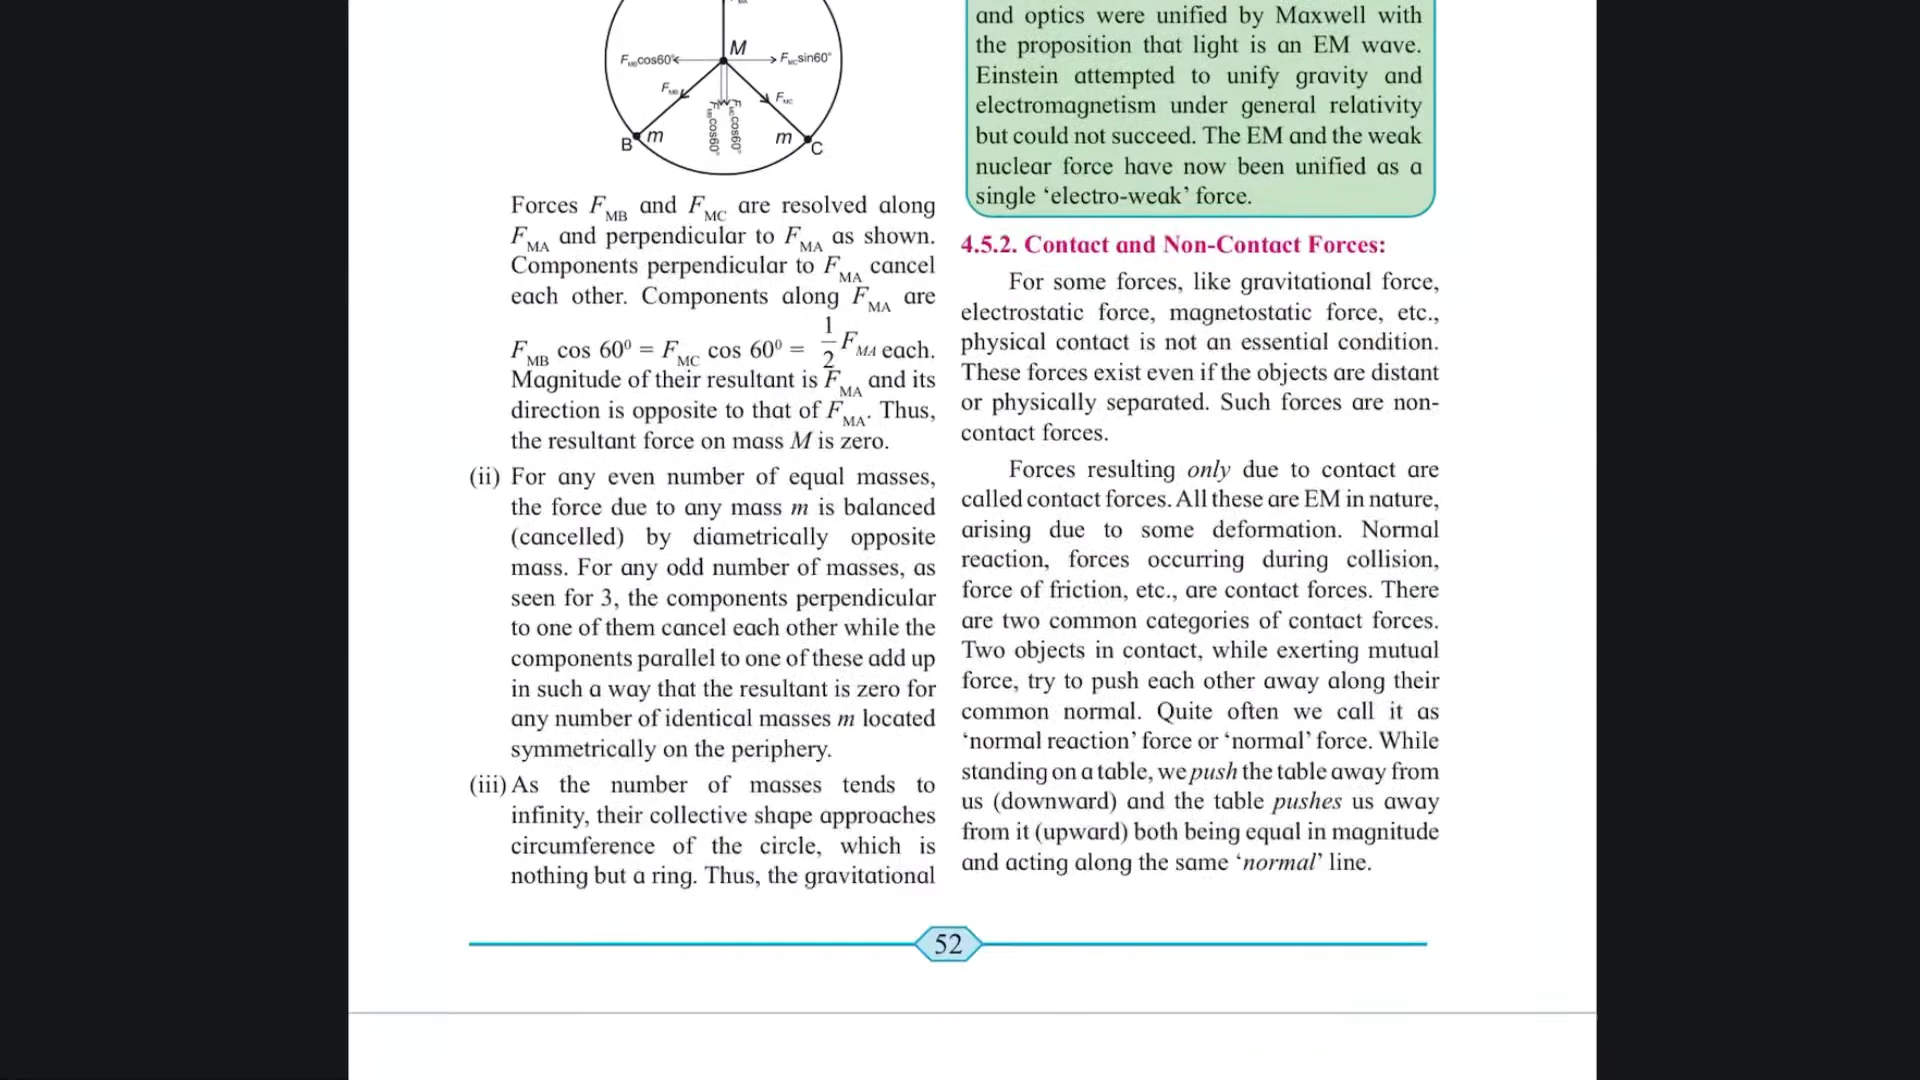 M
F_MB cos60°
F_MC sin60°
F_MB
F_MC
F_MB cos60°
F_MC cos60°
B
m
m
C
Forces F_MB and F_MC are resolved along
F_MA and perpendicular to F_MA as shown.
Components perpendicular to F_MA cancel
each other. Components along F_MA are
F_MB cos 60⁰ = F_MC cos 60⁰ = 1/2 F_MA each.
Magnitude of their resultant is F_MA and its
direction is opposite to that of F_MA. Thus,
the resultant force on mass M is zero.
(ii) For any even number of equal masses,
the force due to any mass m is balanced
(cancelled) by diametrically opposite
mass. For any odd number of masses, as
seen for 3, the components perpendicular
to one of them cancel each other while the
components parallel to one of these add up
in such a way that the resultant is zero for
any number of identical masses m located
symmetrically on the periphery.
(iii) As the number of masses tends to
infinity, their collective shape approaches
circumference of the circle, which is
nothing but a ring. Thus, the gravitational
and optics were unified by Maxwell with
the proposition that light is an EM wave.
Einstein attempted to unify gravity and
electromagnetism under general relativity
but could not succeed. The EM and the weak
nuclear force have now been unified as a
single ‘electro-weak’ force.
4.5.2. Contact and Non-Contact Forces:
For some forces, like gravitational force,
electrostatic force, magnetostatic force, etc.,
physical contact is not an essential condition.
These forces exist even if the objects are distant
or physically separated. Such forces are non-
contact forces.
Forces resulting only due to contact are
called contact forces. All these are EM in nature,
arising due to some deformation. Normal
reaction, forces occurring during collision,
force of friction, etc., are contact forces. There
are two common categories of contact forces.
Two objects in contact, while exerting mutual
force, try to push each other away along their
common normal. Quite often we call it as
‘normal reaction’ force or ‘normal’ force. While
standing on a table, we push the table away from
us (downward) and the table pushes us away
from it (upward) both being equal in magnitude
and acting along the same ‘normal’ line.
52